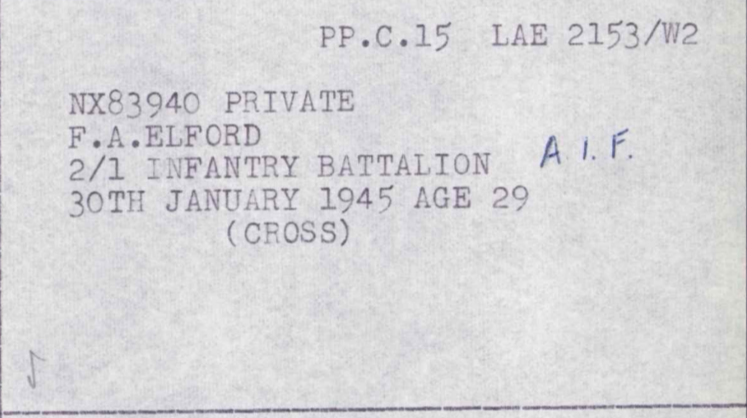 PP.C.15 LAE 2153/W2
NX83940 PRIVATE
F.A.ELFORD
2/1 INFANTRY BATTALION A.I.F.
30TH JANUARY 1945 AGE 29
(CROSS)